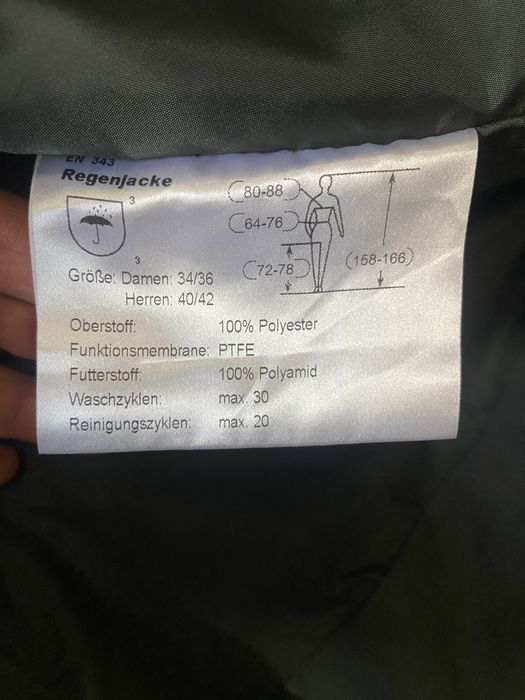 EN 343
Regenjacke
3
3
80-88
64-76
72-78
(158-166)
Größe: Damen: 34/36
Herren: 40/42
Oberstoff: 100% Polyester
Funktionsmembrane: PTFE
Futterstoff: 100% Polyamid
Waschzyklen: max. 30
Reinigungszyklen: max. 20